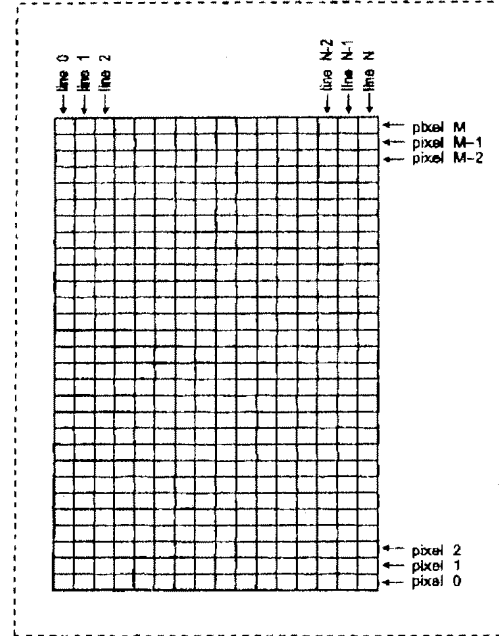 line 0
line 1
line 2
line N-2
line N-1
line N
pixel M
pixel M-1
pixel M-2
pixel 2
pixel 1
pixel 0